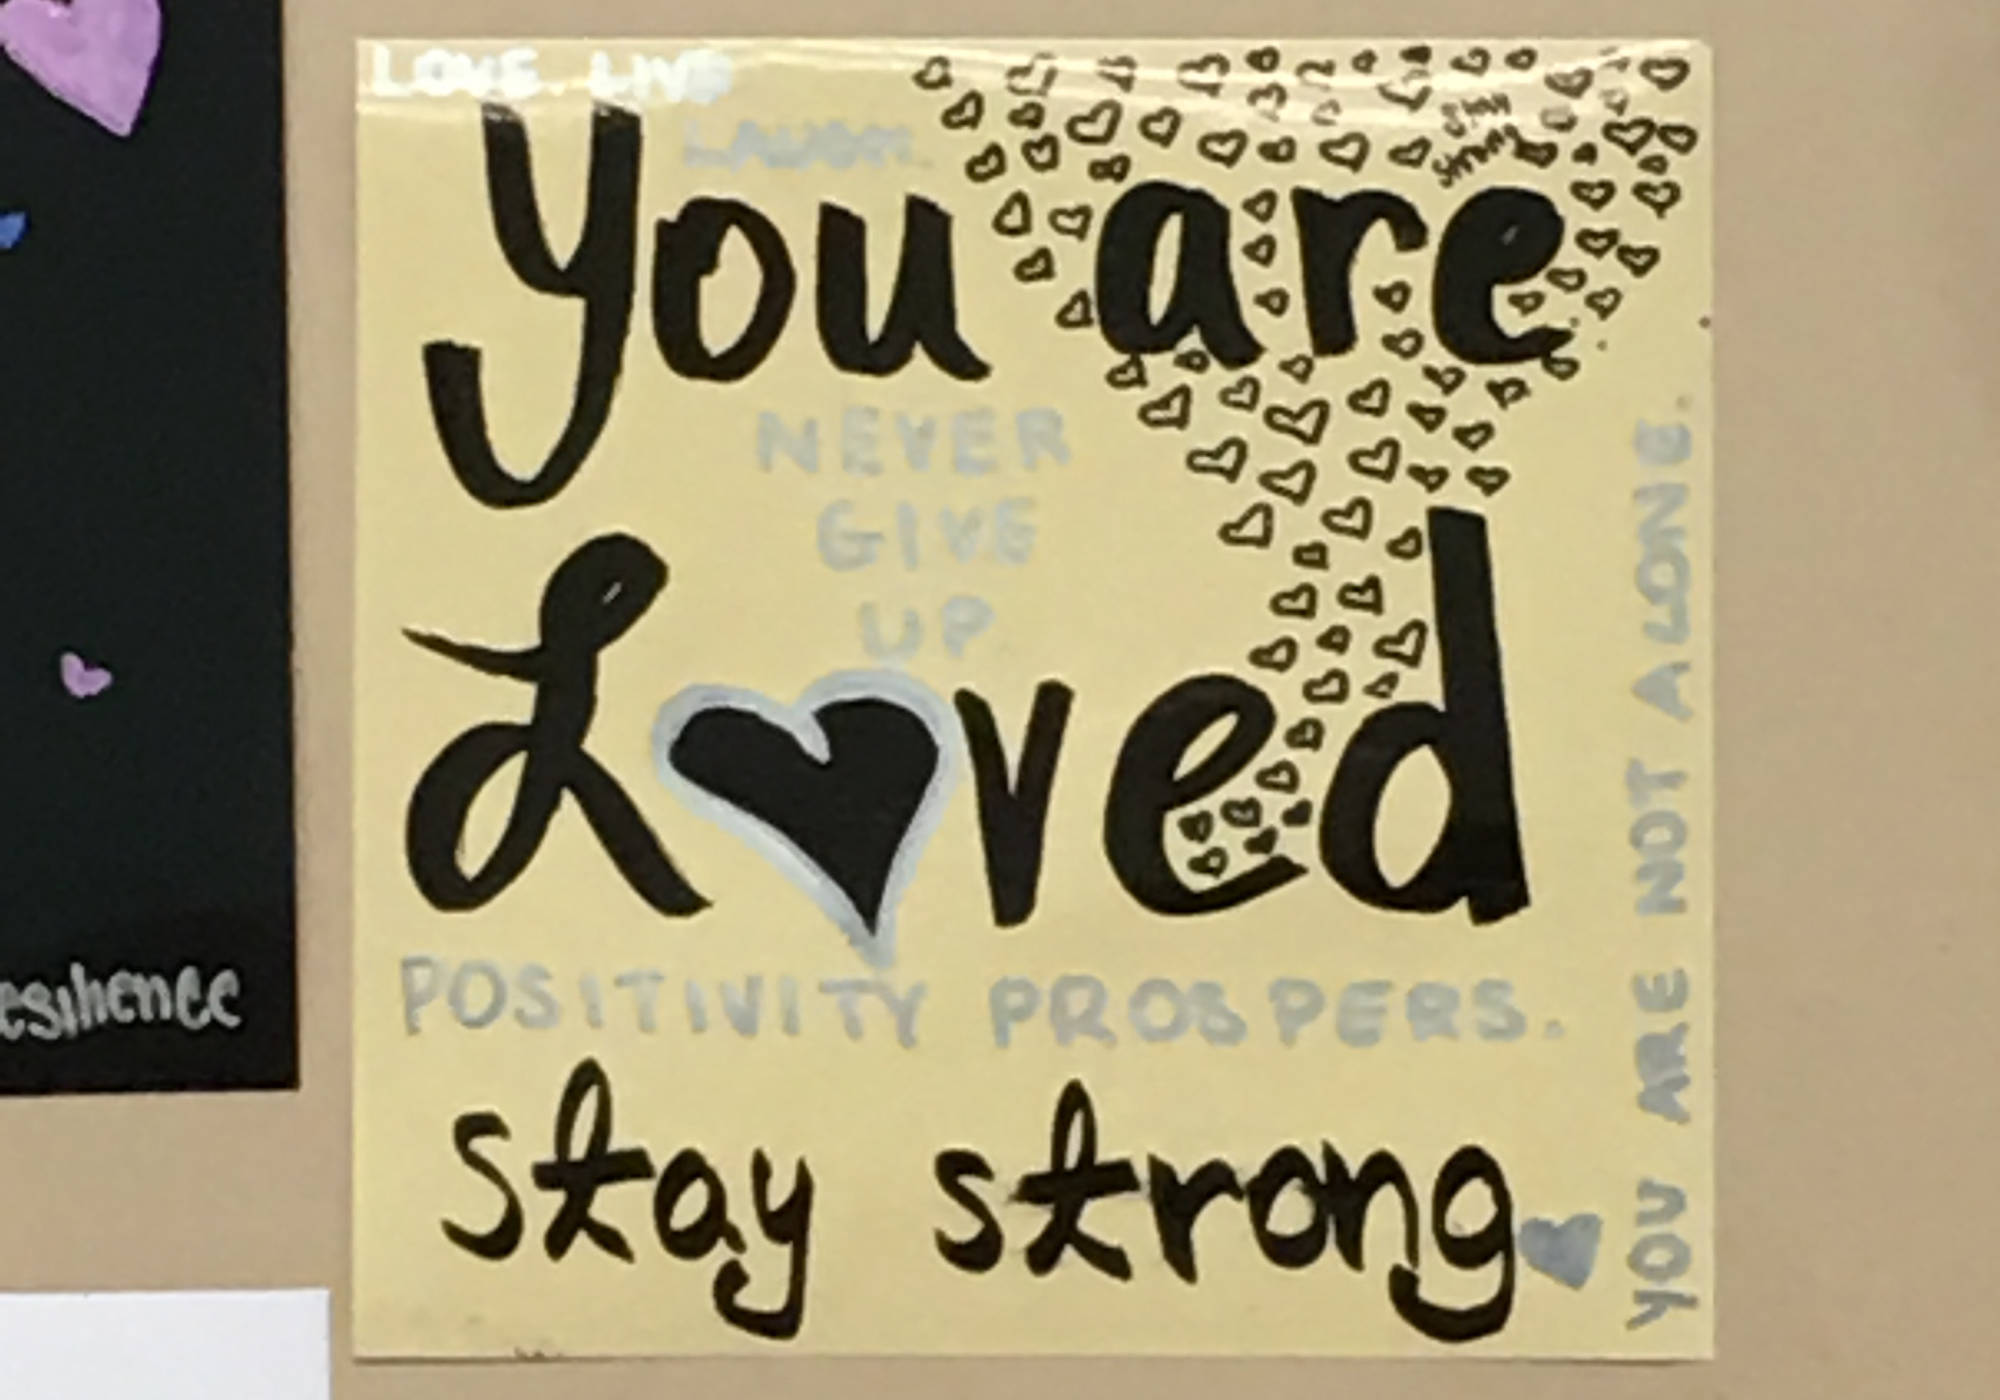 LOVE. LIVE
LAUGH.
You are
stay
strong
NEVER
GIVE
UP
Loved
POSITIVITY PROSPERS.
stay strong
YOU ARE NOT ALONE.
esilience